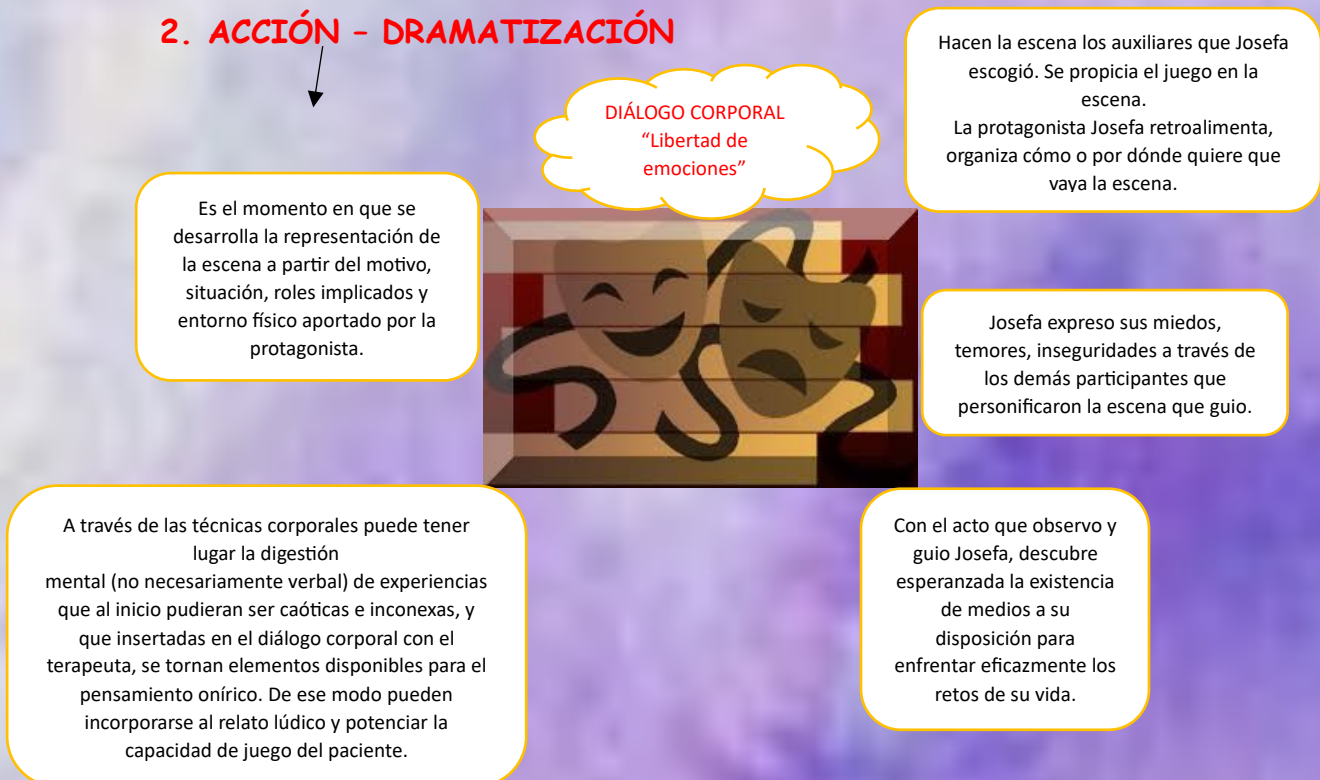 2. ACCIÓN – DRAMATIZACIÓN
DIÁLOGO CORPORAL
“Libertad de
emociones”
Hacen la escena los auxiliares que Josefa
escogió. Se propicia el juego en la
escena.
La protagonista Josefa retroalimenta,
organiza cómo o por dónde quiere que
vaya la escena.
Es el momento en que se
desarrolla la representación de
la escena a partir del motivo,
situación, roles implicados y
entorno físico aportado por la
protagonista.
Josefa expreso sus miedos,
temores, inseguridades a través de
los demás participantes que
personificaron la escena que guio.
A través de las técnicas corporales puede tener
lugar la digestión
mental (no necesariamente verbal) de experiencias
que al inicio pudieran ser caóticas e inconexas, y
que insertadas en el diálogo corporal con el
terapeuta, se tornan elementos disponibles para el
pensamiento onírico. De ese modo pueden
incorporarse al relato lúdico y potenciar la
capacidad de juego del paciente.
Con el acto que observo y
guio Josefa, descubre
esperanzada la existencia
de medios a su
disposición para
enfrentar eficazmente los
retos de su vida.